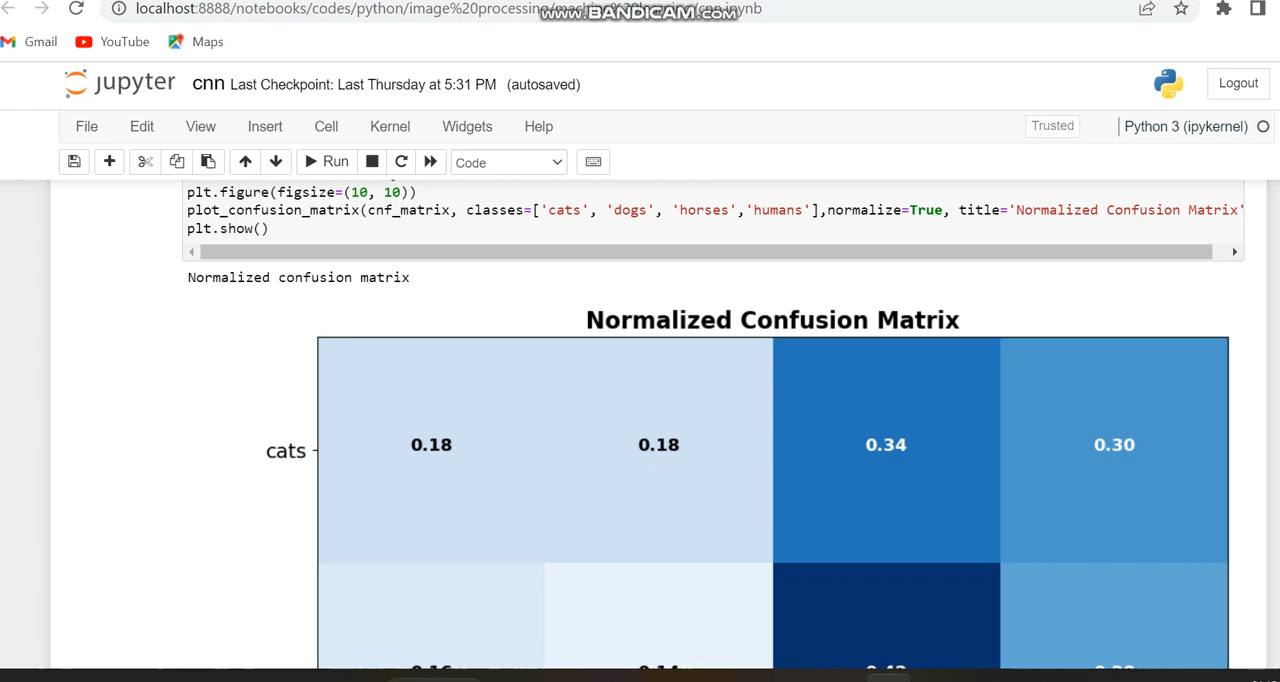 localhost:8888/notebooks/codes/python/image%20processing/
www.BANDICAM.com
Gmail YouTube Maps
jupyter cnn Last Checkpoint: Last Thursday at 5:31 PM (autosaved)
Logout
File Edit View Insert Cell Kernel Widgets Help
Trusted Python 3 (ipykernel)
Run Code
plt.figure(figsize=(10, 10))
plot_confusion_matrix(cnf_matrix, classes=['cats', 'dogs', 'horses','humans'],normalize=True, title='Normalized Confusion Matrix'
plt.show()
Normalized confusion matrix
Normalized Confusion Matrix
cats 0.18 0.18 0.34 0.30